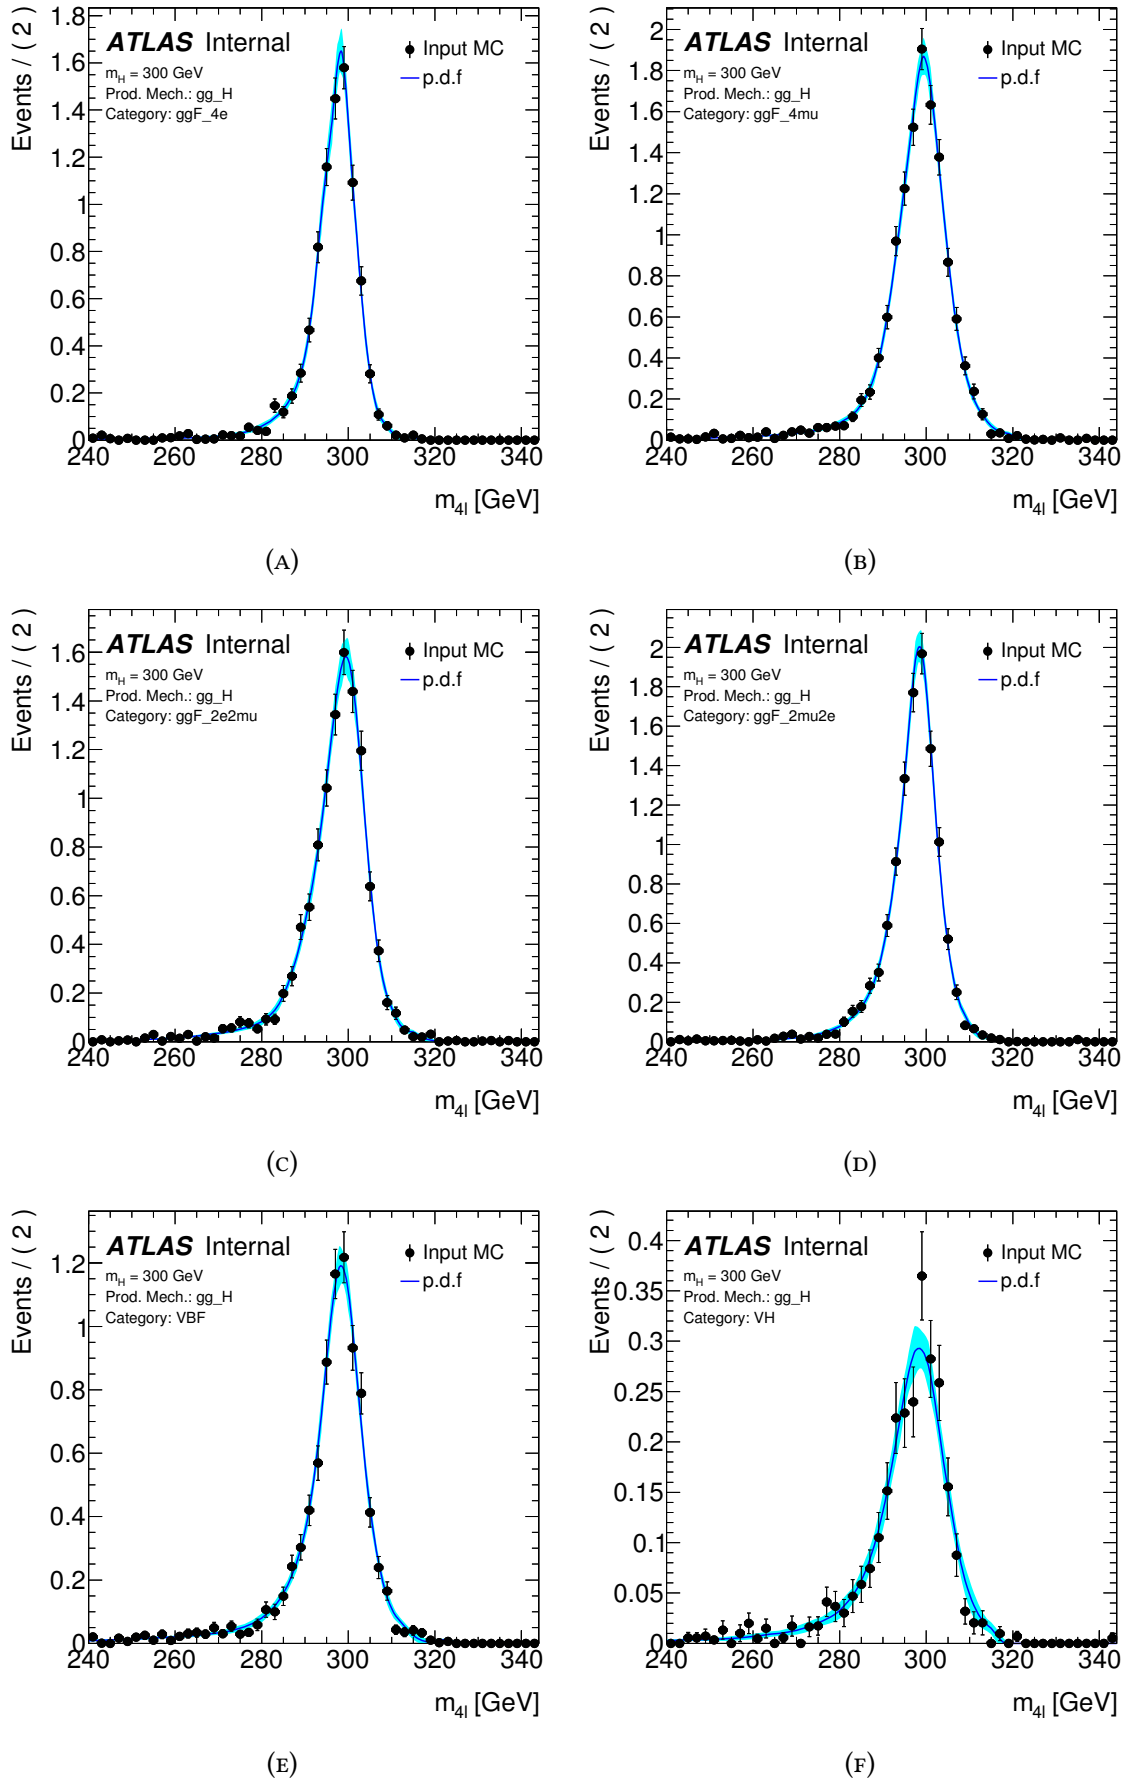 Events / ( 2 )
1.8
1.6
1.4
1.2
1
0.8
0.6
0.4
0.2
0
ATLAS Internal
m_H = 300 GeV
Prod. Mech.: gg_H
Category: ggF_4e
Input MC
p.d.f
240 260 280 300 320 340
m_4l [GeV]
(A)
Events / ( 2 )
2
1.8
1.6
1.4
1.2
1
0.8
0.6
0.4
0.2
0
ATLAS Internal
m_H = 300 GeV
Prod. Mech.: gg_H
Category: ggF_4mu
Input MC
p.d.f
240 260 280 300 320 340
m_4l [GeV]
(B)
Events / ( 2 )
1.6
1.4
1.2
1
0.8
0.6
0.4
0.2
0
ATLAS Internal
m_H = 300 GeV
Prod. Mech.: gg_H
Category: ggF_2e2mu
Input MC
p.d.f
240 260 280 300 320 340
m_4l [GeV]
(C)
Events / ( 2 )
2
1.8
1.6
1.4
1.2
1
0.8
0.6
0.4
0.2
0
ATLAS Internal
m_H = 300 GeV
Prod. Mech.: gg_H
Category: ggF_2mu2e
Input MC
p.d.f
240 260 280 300 320 340
m_4l [GeV]
(D)
Events / ( 2 )
1.2
1
0.8
0.6
0.4
0.2
0
ATLAS Internal
m_H = 300 GeV
Prod. Mech.: gg_H
Category: VBF
Input MC
p.d.f
240 260 280 300 320 340
m_4l [GeV]
(E)
Events / ( 2 )
0.4
0.35
0.3
0.25
0.2
0.15
0.1
0.05
0
ATLAS Internal
m_H = 300 GeV
Prod. Mech.: gg_H
Category: VH
Input MC
p.d.f
240 260 280 300 320 340
m_4l [GeV]
(F)